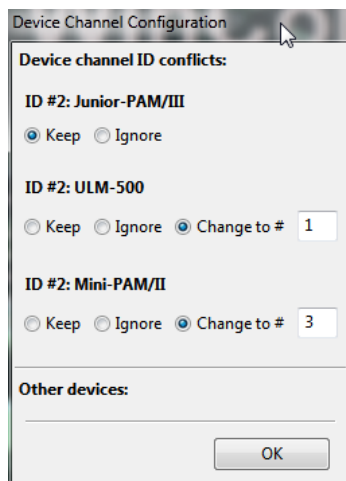 Device Channel Configuration
Device channel ID conflicts:
ID #2: Junior-PAM/III
Keep Ignore
ID #2: ULM-500
Keep Ignore Change to # 1
ID #2: Mini-PAM/II
Keep Ignore Change to # 3
Other devices:
OK